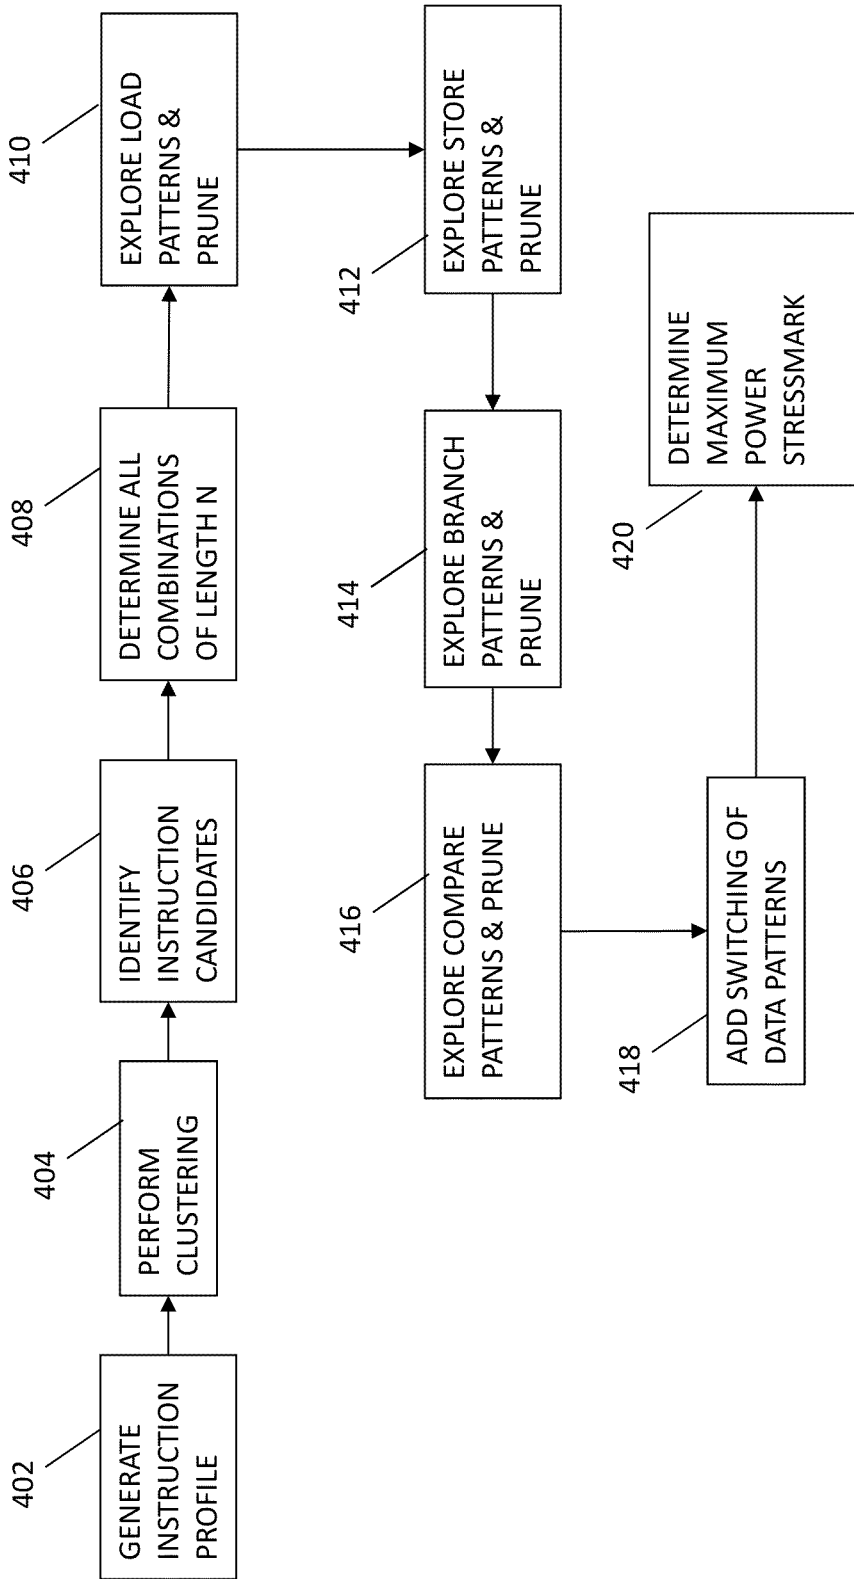 402
GENERATE
INSTRUCTION
PROFILE
404
PERFORM
CLUSTERING
406
IDENTIFY
INSTRUCTION
CANDIDATES
408
DETERMINE ALL
COMBINATIONS
OF LENGTH N
410
EXPLORE LOAD
PATTERNS &
PRUNE
412
EXPLORE STORE
PATTERNS &
PRUNE
414
EXPLORE BRANCH
PATTERNS &
PRUNE
416
EXPLORE COMPARE
PATTERNS & PRUNE
418
ADD SWITCHING OF
DATA PATTERNS
420
DETERMINE
MAXIMUM
POWER
STRESSMARK